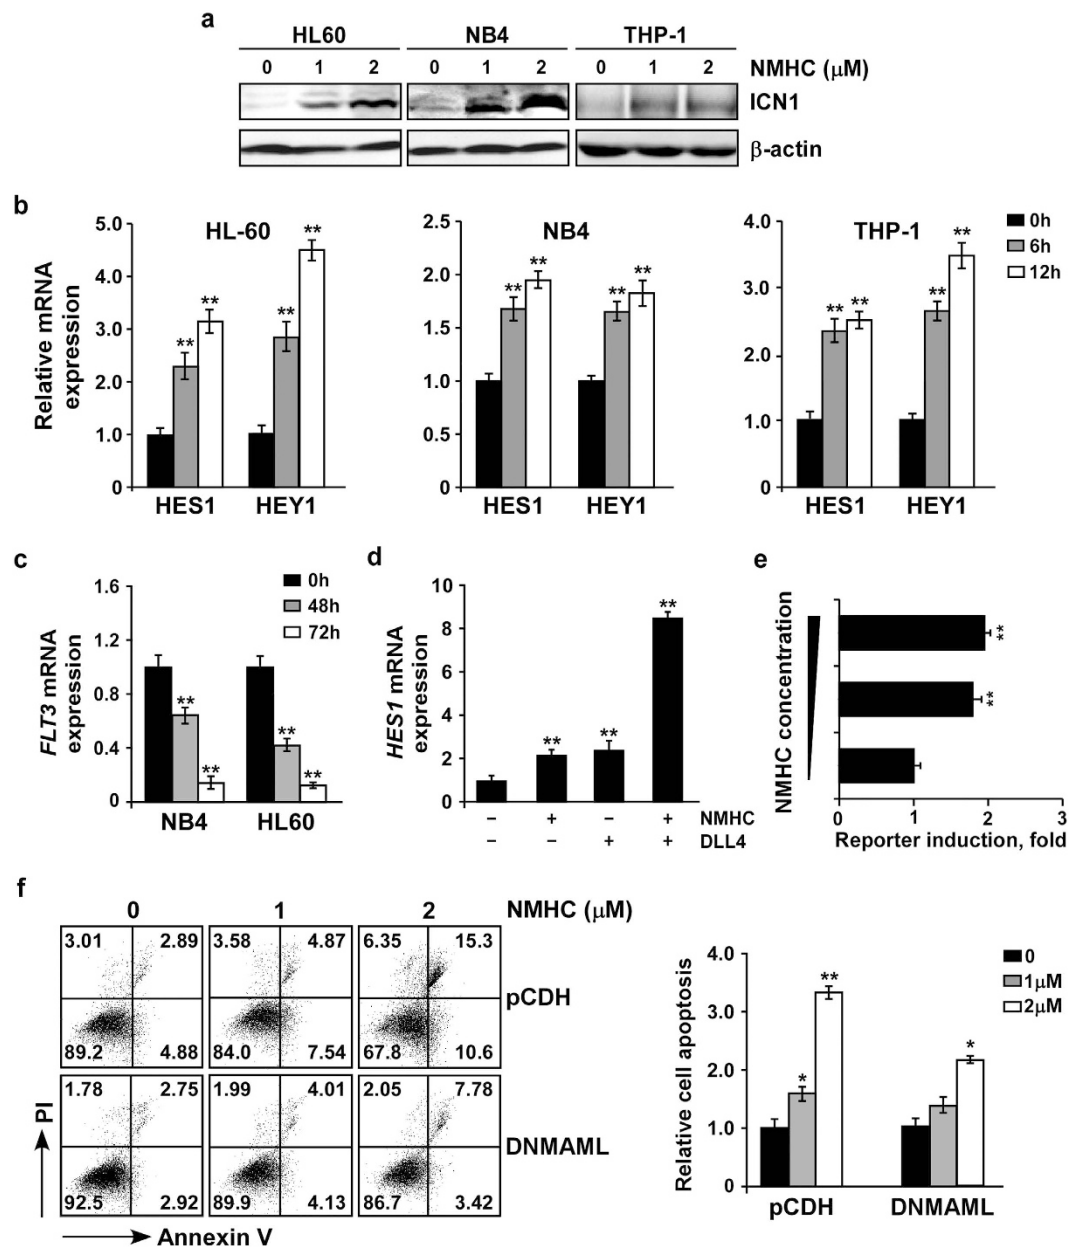 a
HL60 NB4 THP-1
0 1 2 0 1 2 0 1 2 NMHC (μM)
ICN1
β-actin
b
Relative mRNA expression
HL-60
5.0
4.0
3.0
2.0
1.0
0
** ** ** **
HES1 HEY1
NB4
2.5
2.0
1.5
1.0
0.5
0
** ** ** **
HES1 HEY1
THP-1
4.0
3.0
2.0
1.0
0
** ** ** **
HES1 HEY1
0h
6h
12h
c
FLT3 mRNA expression
1.6
1.2
0.8
0.4
0
** ** ** **
NB4 HL60
0h
48h
72h
d
HES1 mRNA expression
10
8
6
4
2
0
** ** **
– + – + NMHC
– – + + DLL4
e
NMHC concentration
**
**
0 1 2 3
Reporter induction, fold
f
0 1 2 NMHC (μM)
3.01 2.89 3.58 4.87 6.35 15.3
pCDH
89.2 4.88 84.0 7.54 67.8 10.6
1.78 2.75 1.99 4.01 2.05 7.78
DNMAML
92.5 2.92 89.9 4.13 86.7 3.42
PI
Annexin V
Relative cell apoptosis
4.0
3.0
2.0
1.0
0
* ** *
pCDH DNMAML
0
1μM
2μM